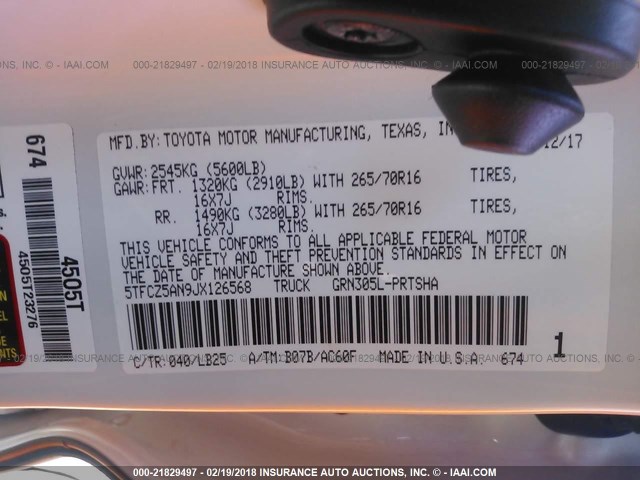 000-21829497 - 02/19/2018 INSURANCE AUTO AUCTIONS, INC. - IAAI.COM
MFD.BY: TOYOTA MOTOR MANUFACTURING, TEXAS, IN 12/17
GVWR: 2545KG (5600LB)
GAWR: FRT. 1320KG (2910LB) WITH 265/70R16 TIRES,
16X7J RIMS.
RR. 1490KG (3280LB) WITH 265/70R16 TIRES,
16X7J RIMS.
THIS VEHICLE CONFORMS TO ALL APPLICABLE FEDERAL MOTOR
VEHICLE SAFETY AND THEFT PREVENTION STANDARDS IN EFFECT ON
THE DATE OF MANUFACTURE SHOWN ABOVE.
5TFCZ5AN9JX126568 TRUCK GRN305L-PRTSHA
1
C/TR: 040/LB25 A/TM: B07B/AC60F MADE IN U.S.A. 674
674
4505T
4505T23276
000-21829497 - 02/19/2018 INSURANCE AUTO AUCTIONS, INC. - IAAI.COM
000-21829497 - 02/19/2018 INSURANCE AUTO AUCTIONS, INC. - IAAI.COM